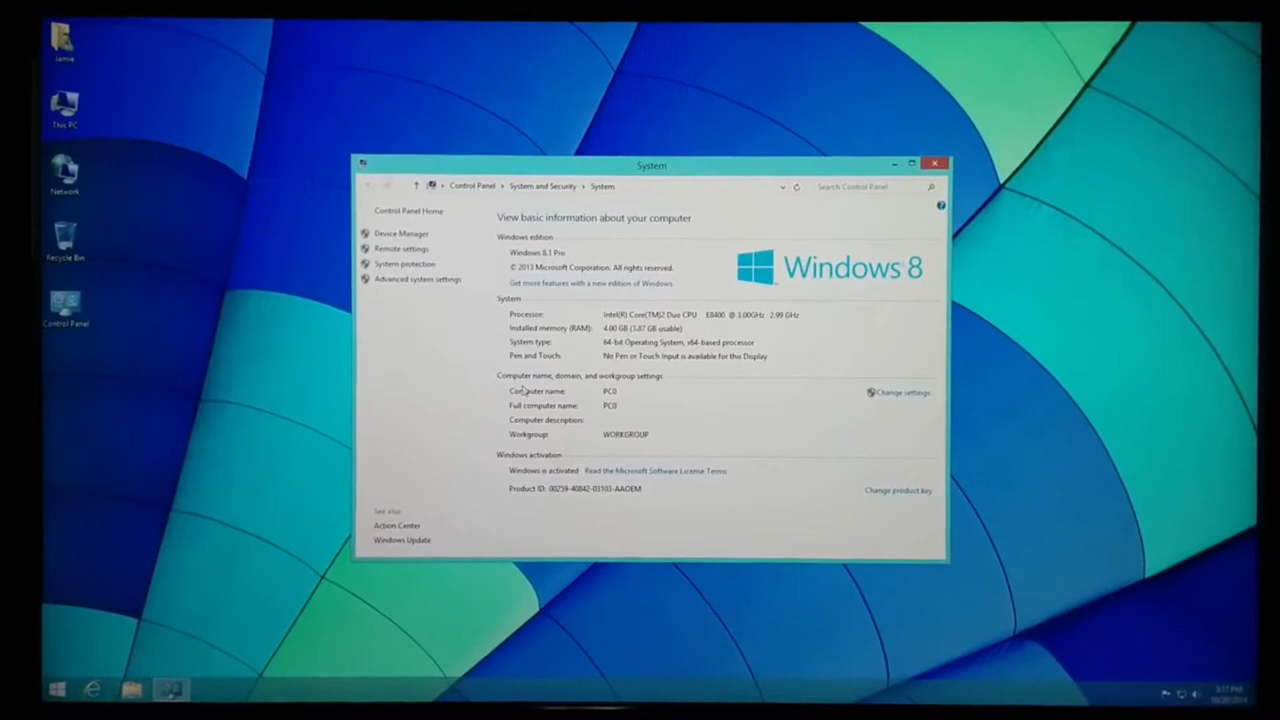 Jamie
This PC
Network
Recycle Bin
Control Panel
System
Control Panel
System and Security
System
Search Control Panel
Control Panel Home
Device Manager
Remote settings
System protection
Advanced system settings
View basic information about your computer
Windows edition
Windows 8.1 Pro
© 2013 Microsoft Corporation. All rights reserved.
Get more features with a new edition of Windows
Windows 8
System
Processor: Intel(R) Core(TM)2 Duo CPU E8400 @ 3.00GHz 2.99 GHz
Installed memory (RAM): 4.00 GB (3.87 GB usable)
System type: 64-bit Operating System, x64-based processor
Pen and Touch: No Pen or Touch Input is available for this Display
Computer name, domain, and workgroup settings
Computer name: PC0
Change settings
Full computer name: PC0
Computer description:
Workgroup: WORKGROUP
Windows activation
Windows is activated Read the Microsoft Software License Terms
Product ID: 00259-40842-03103-AAOEM
Change product key
See also
Action Center
Windows Update
3:17 PM